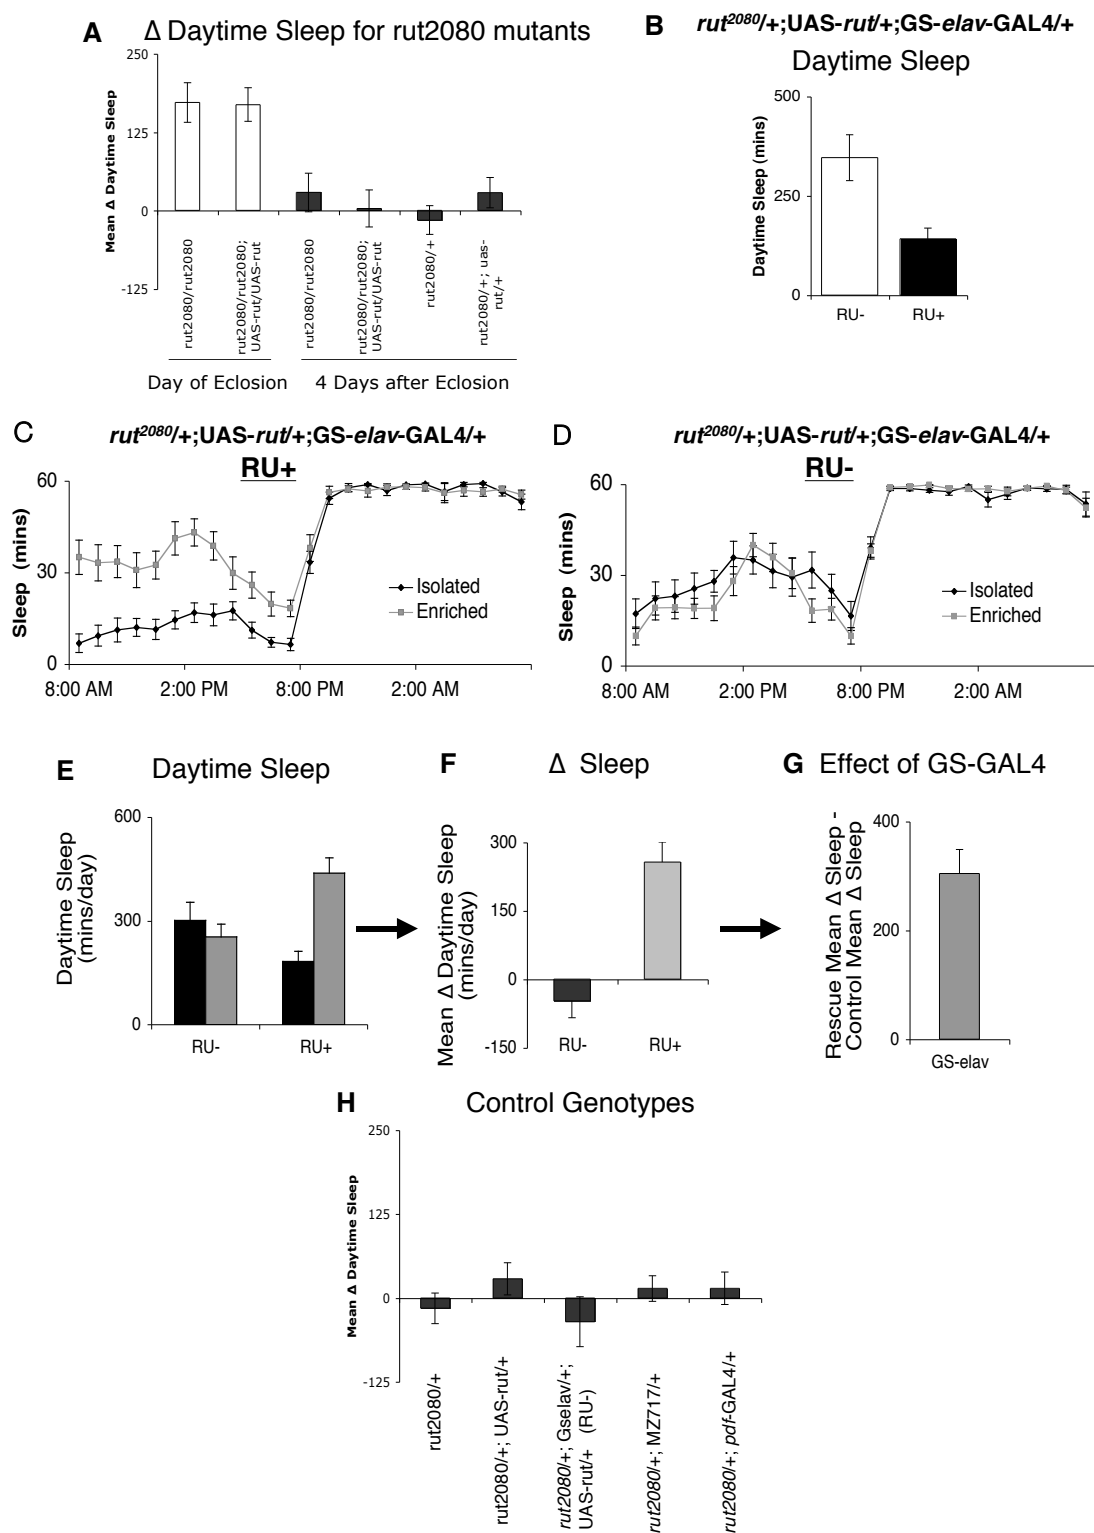 A
Δ Daytime Sleep for rut2080 mutants
Mean Δ Daytime Sleep
250
125
0
-125
rut2080/rut2080
rut2080/rut2080;
UAS-rut/UAS-rut
rut2080/rut2080
rut2080/rut2080;
UAS-rut/UAS-rut
rut2080/+
rut2080/+; uas-
rut/+
Day of Eclosion
4 Days after Eclosion
B
rut2080/+;UAS-rut/+;GS-elav-GAL4/+
Daytime Sleep
Daytime Sleep (mins)
500
250
0
RU-
RU+
C
rut2080/+;UAS-rut/+;GS-elav-GAL4/+
RU+
Sleep (mins)
60
30
0
Isolated
Enriched
8:00 AM
2:00 PM
8:00 PM
2:00 AM
D
rut2080/+;UAS-rut/+;GS-elav-GAL4/+
RU-
Sleep (mins)
60
30
0
Isolated
Enriched
8:00 AM
2:00 PM
8:00 PM
2:00 AM
E
Daytime Sleep
Daytime Sleep
(mins/day)
600
300
0
RU-
RU+
F
Δ Sleep
Mean Δ Daytime Sleep
(mins/day)
300
150
0
-150
RU-
RU+
G
Effect of GS-GAL4
Rescue Mean Δ Sleep -
Control Mean Δ Sleep
400
200
0
GS-elav
H
Control Genotypes
Mean Δ Daytime Sleep
250
125
0
-125
rut2080/+
rut2080/+; UAS-rut/+
rut2080/+; Gselav/+;
UAS-rut/+ (RU-)
rut2080/+; MZ717/+
rut2080/+; pdf-GAL4/+